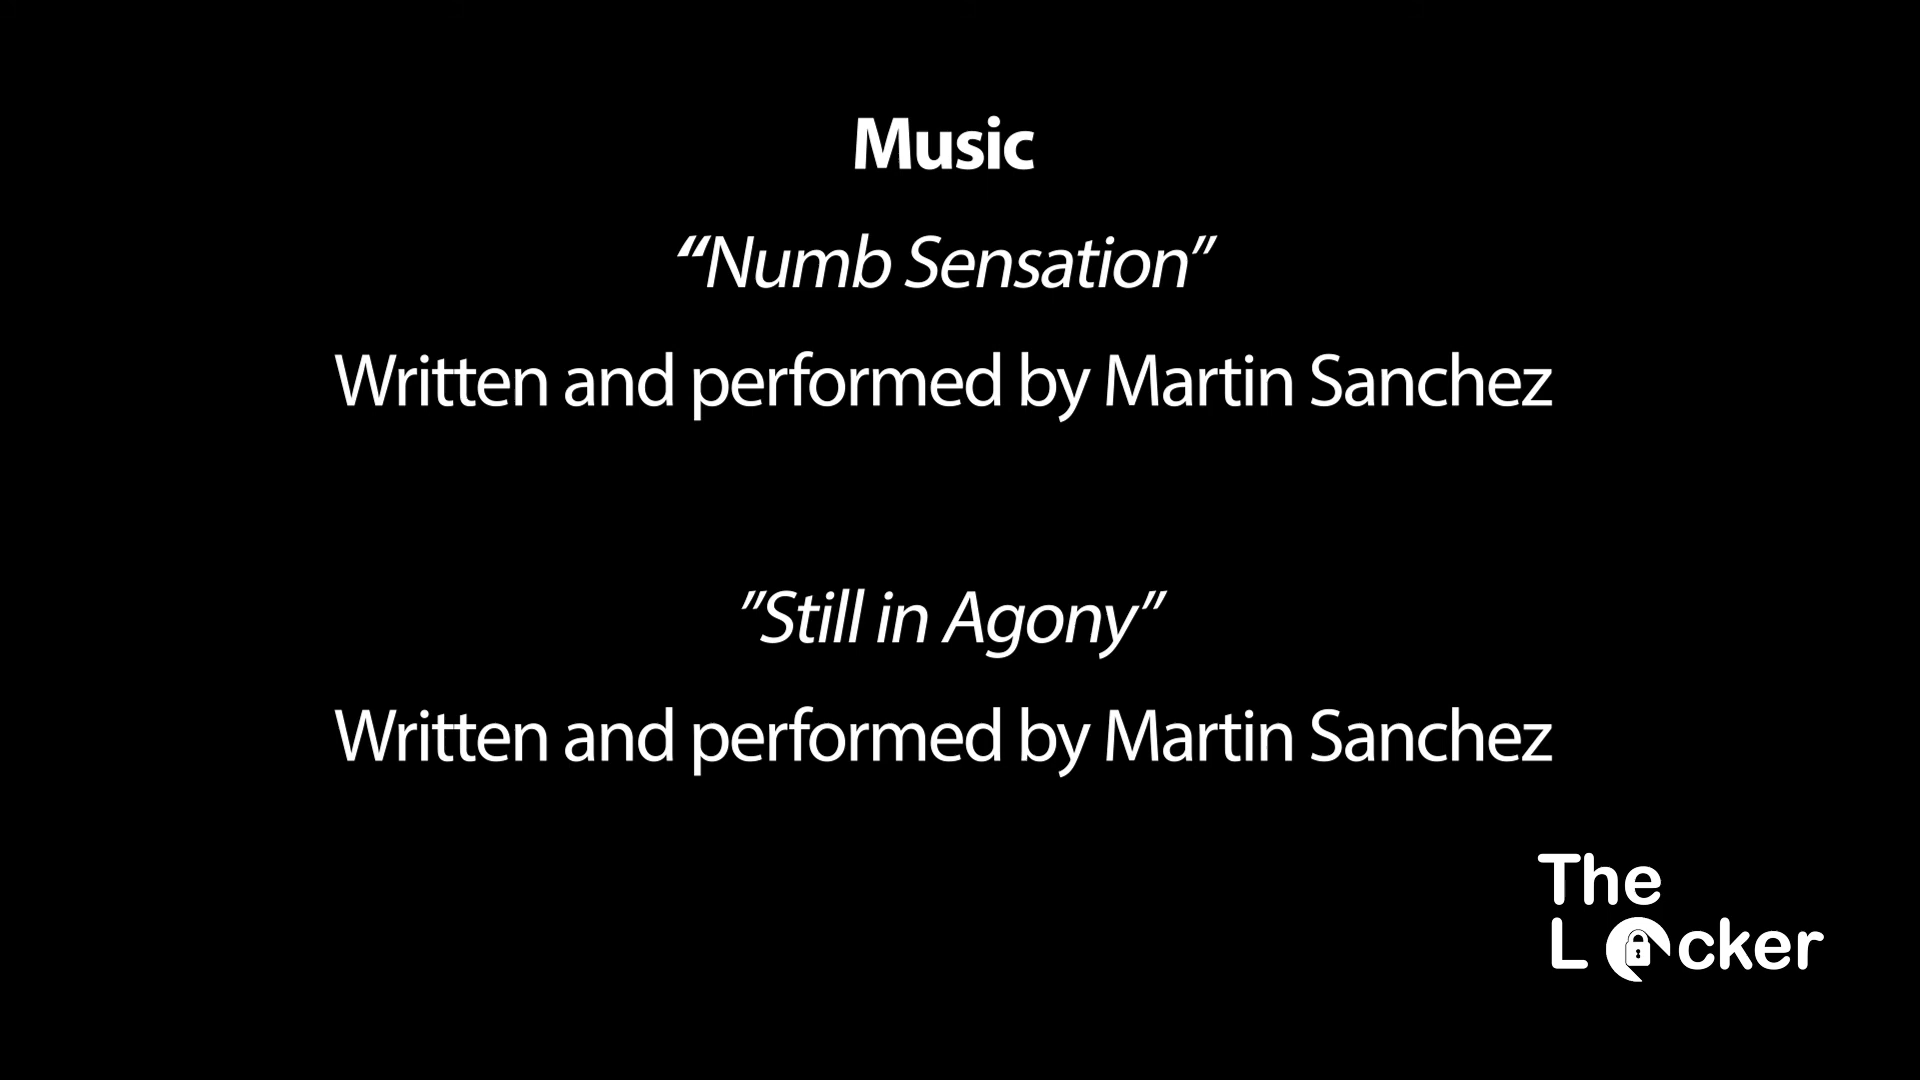 Music
“Numb Sensation”
Written and performed by Martin Sanchez
”Still in Agony”
Written and performed by Martin Sanchez
The
Locker